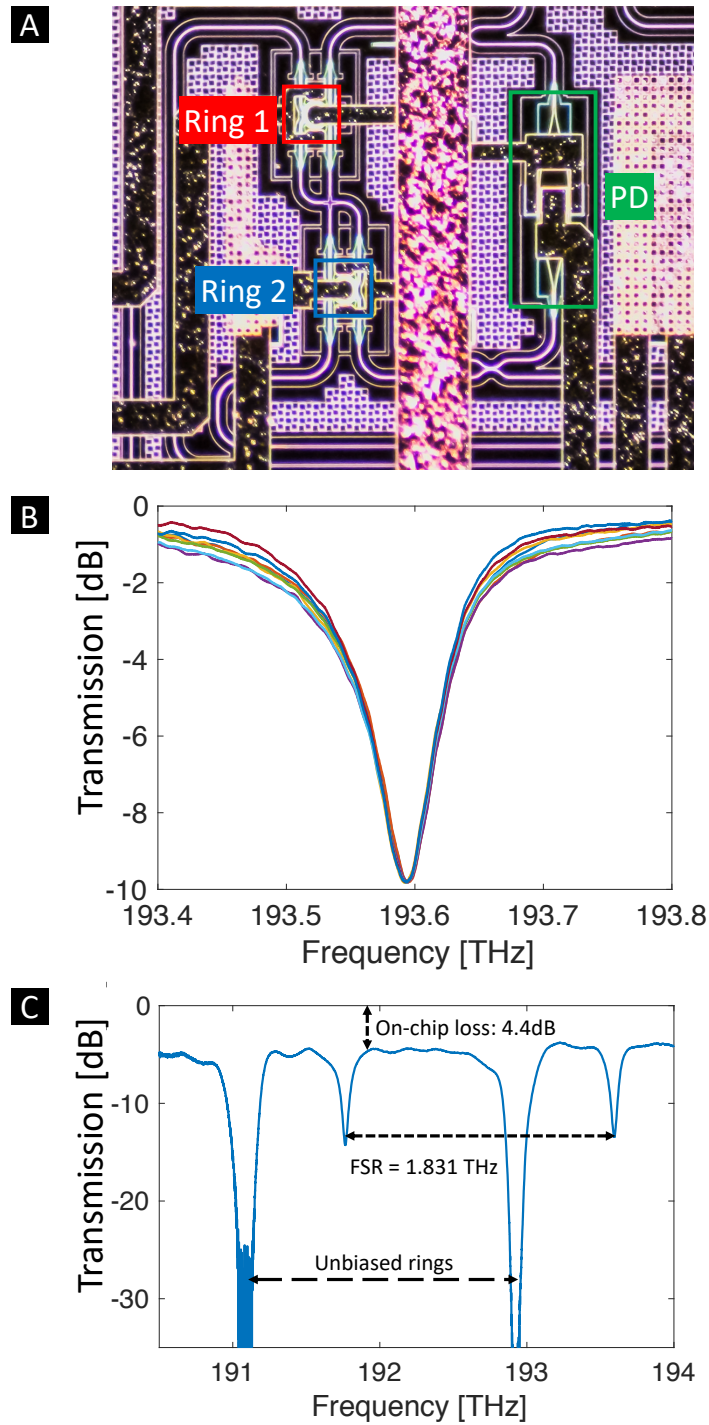 A
Ring 1
PD
Ring 2
B
0
-2
-4
-6
-8
-10
Transmission [dB]
193.4 193.5 193.6 193.7 193.8
Frequency [THz]
C
0
-10
-20
-30
Transmission [dB]
On-chip loss: 4.4dB
FSR = 1.831 THz
Unbiased rings
191 192 193 194
Frequency [THz]